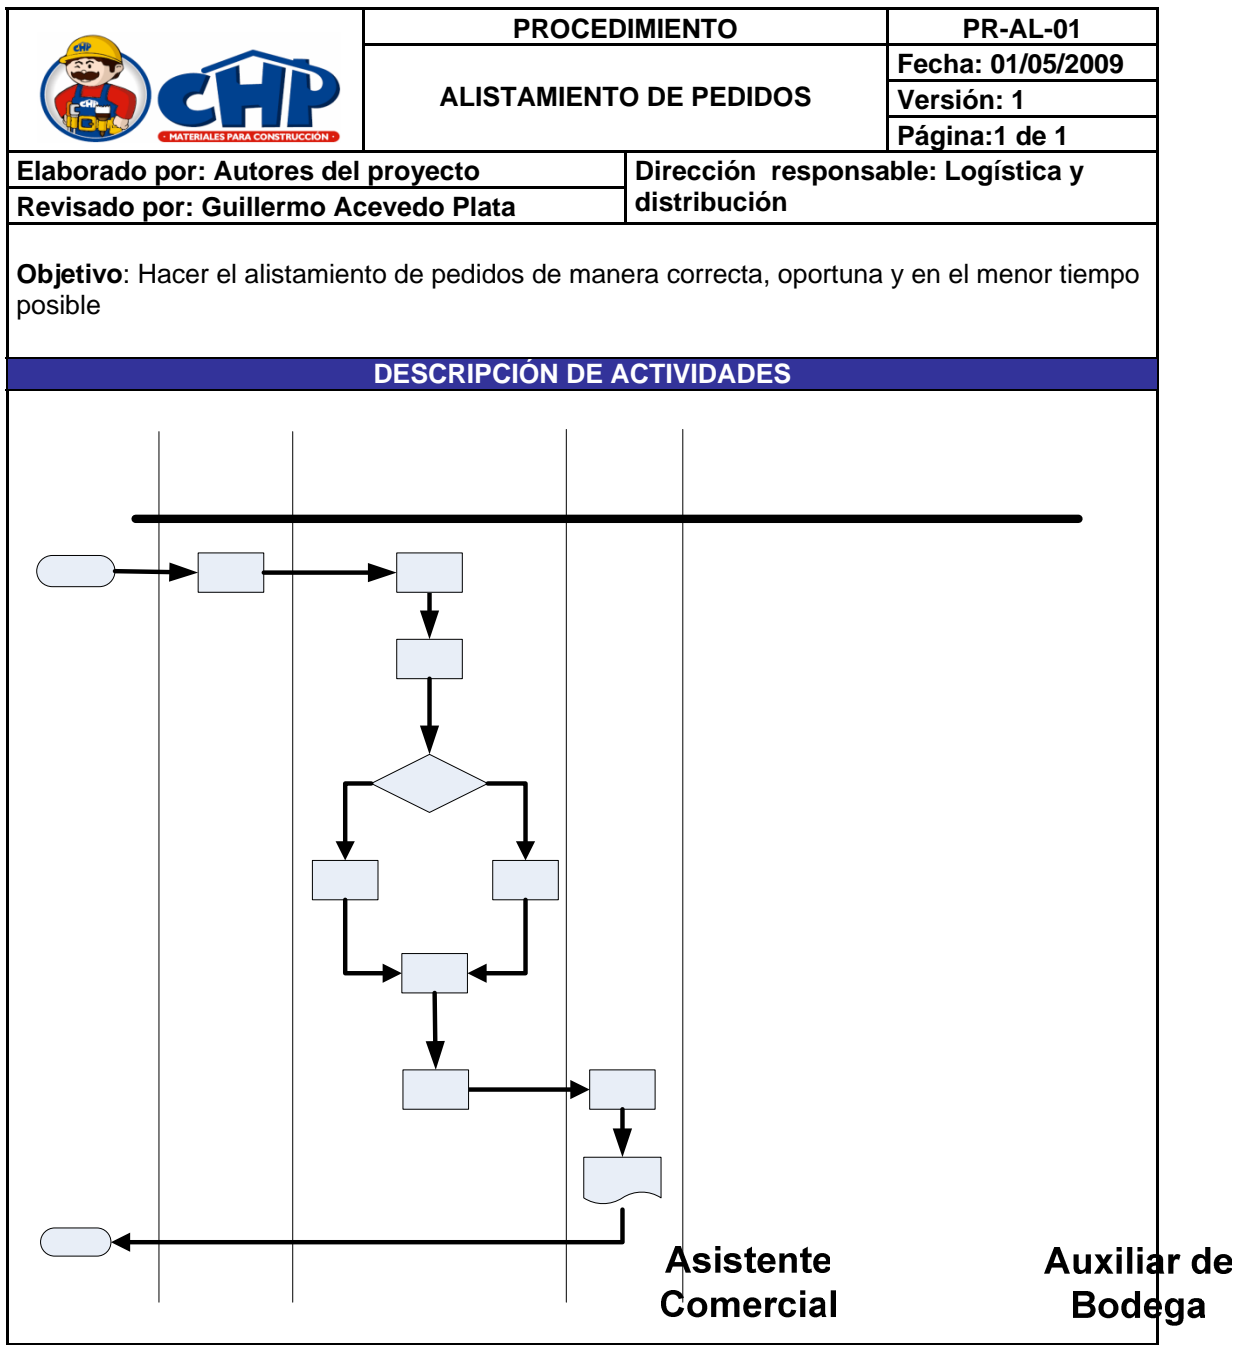 CHP
CHP
CHP
· MATERIALES PARA CONSTRUCCIÓN ·
PROCEDIMIENTO
PR-AL-01
ALISTAMIENTO DE PEDIDOS
Fecha: 01/05/2009
Versión: 1
Página:1 de 1
Elaborado por: Autores del proyecto
Revisado por: Guillermo Acevedo Plata
Dirección responsable: Logística y
distribución
Objetivo: Hacer el alistamiento de pedidos de manera correcta, oportuna y en el menor tiempo
posible
DESCRIPCIÓN DE ACTIVIDADES
Asistente
Comercial
Auxiliar de
Bodega